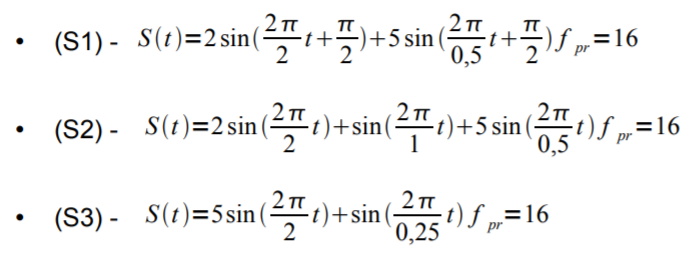 • (S1) - S(t)=2 sin(2π/2 t+π/2)+5 sin(2π/0,5 t+π/2) f_pr=16
• (S2) - S(t)=2 sin(2π/2 t)+sin(2π/1 t)+5 sin(2π/0,5 t) f_pr=16
• (S3) - S(t)=5 sin(2π/2 t)+sin(2π/0,25 t) f_pr=16